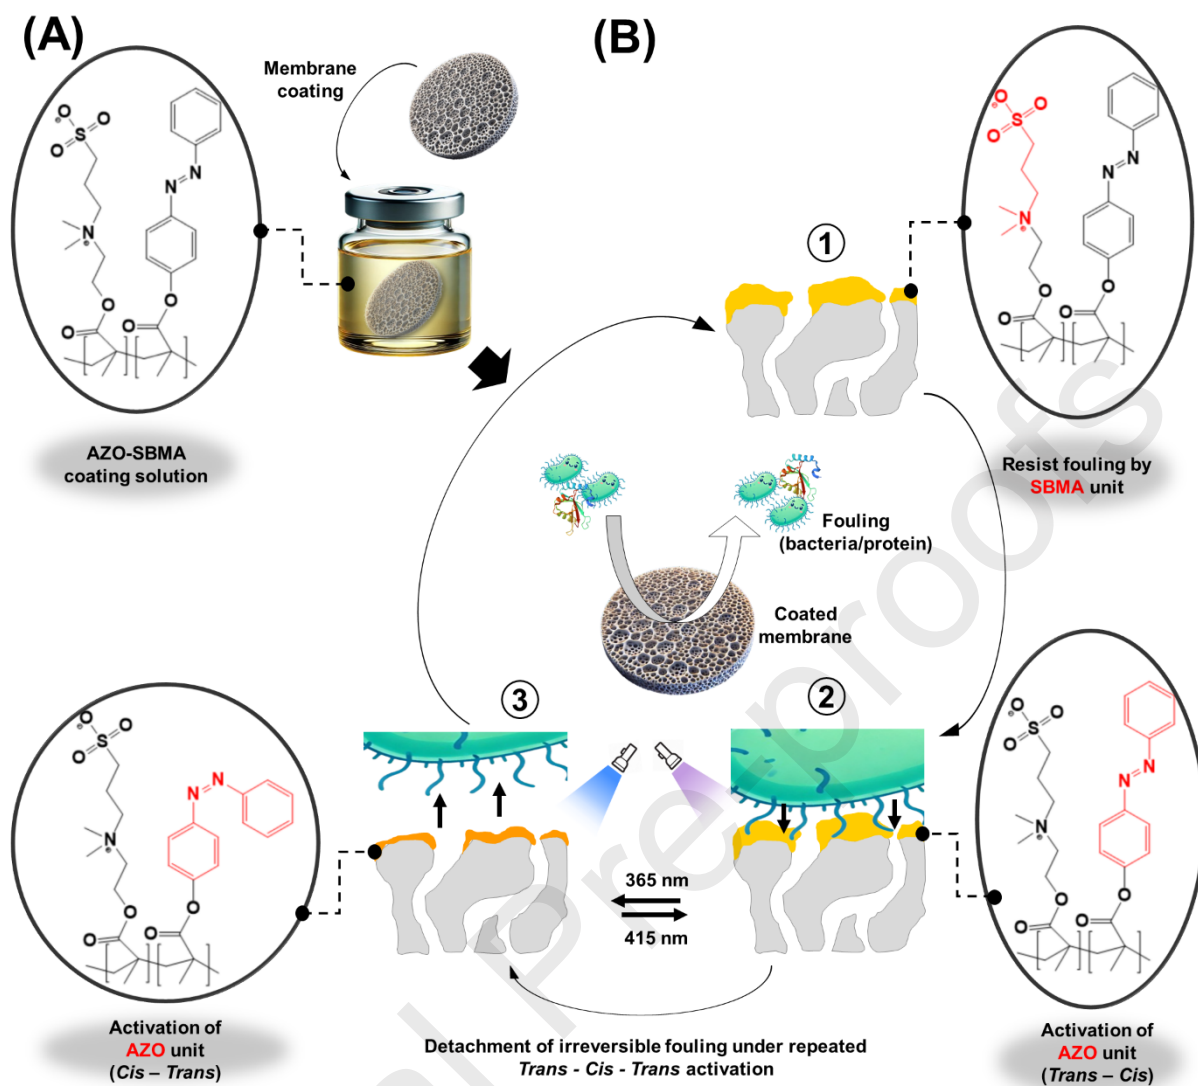 (A)
Membrane
coating
AZO-SBMA
coating solution
(B)
1
Resist fouling by
SBMA unit
Fouling
(bacteria/protein)
Coated
membrane
3
2
365 nm
415 nm
Activation of
AZO unit
(Cis – Trans)
Detachment of irreversible fouling under repeated
Trans - Cis - Trans activation
Activation of
AZO unit
(Trans – Cis)
O
⊖
O
S
O
N
⊕
O
O
N
N
O
O
O
⊖
O
S
O
N
⊕
O
O
N
N
O
O
O
⊖
O
S
O
N
⊕
O
O
N
N
O
O
O
⊖
O
S
O
N
⊕
O
O
N
N
O
O
l Pre-proofs